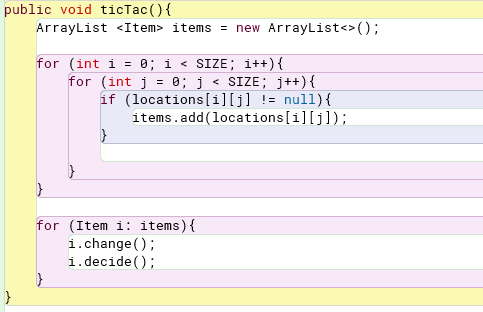 public void ticTac(){
ArrayList <Item> items = new ArrayList<>();
for (int i = 0; i < SIZE; i++){
for (int j = 0; j < SIZE; j++){
if (locations[i][j] != null){
items.add(locations[i][j]);
}
}
}
for (Item i: items){
i.change();
i.decide();
}
}